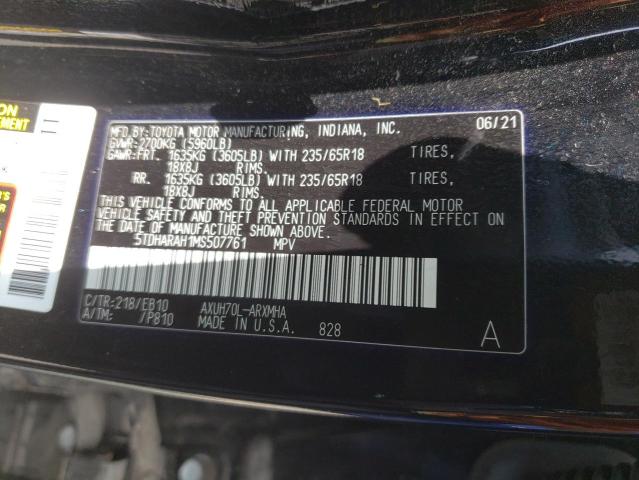 ON
EMENT
MFD.BY:TOYOTA MOTOR MANUFACTURING, INDIANA, INC. 06/21
GVWR:2700KG (5960LB)
GAWR:FRT. 1635KG (3605LB) WITH 235/65R18 TIRES,
18X8J RIMS.
RR. 1635KG (3605LB) WITH 235/65R18 TIRES,
18X8J RIMS.
THIS VEHICLE CONFORMS TO ALL APPLICABLE FEDERAL MOTOR
VEHICLE SAFETY AND THEFT PREVENTION STANDARDS IN EFFECT ON
THE DATE OF MANUFACTURE SHOWN ABOVE.
5TDHARAH1MS507761 MPV
C/TR:218/EB10 AXUH70L-ARXMHA
A/TM: /P810 MADE IN U.S.A. 828 A